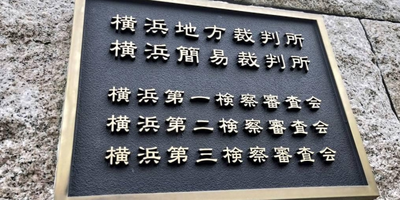 横浜地方裁判所
横浜簡易裁判所
横浜第一検察審査会
横浜第二検察審査会
横浜第三検察審査会